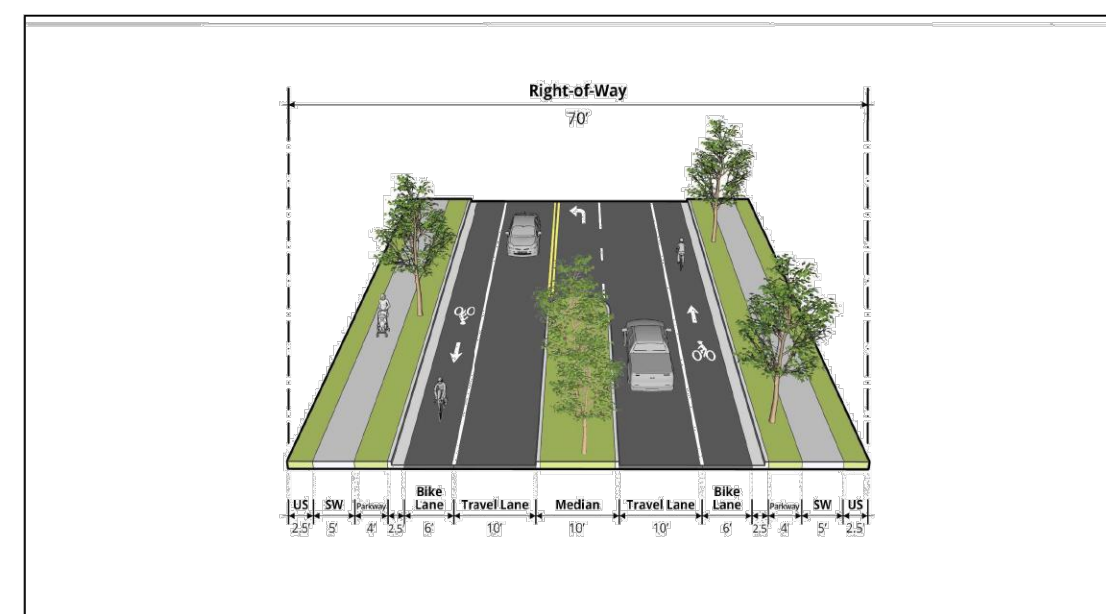 Right-of-Way
70'
US SW Parkway Bike Lane Travel Lane Median Travel Lane Bike Lane Parkway SW US
2.5' 5' 4' 2.5' 6' 10' 10' 10' 6' 2.5' 4' 5' 2.5'